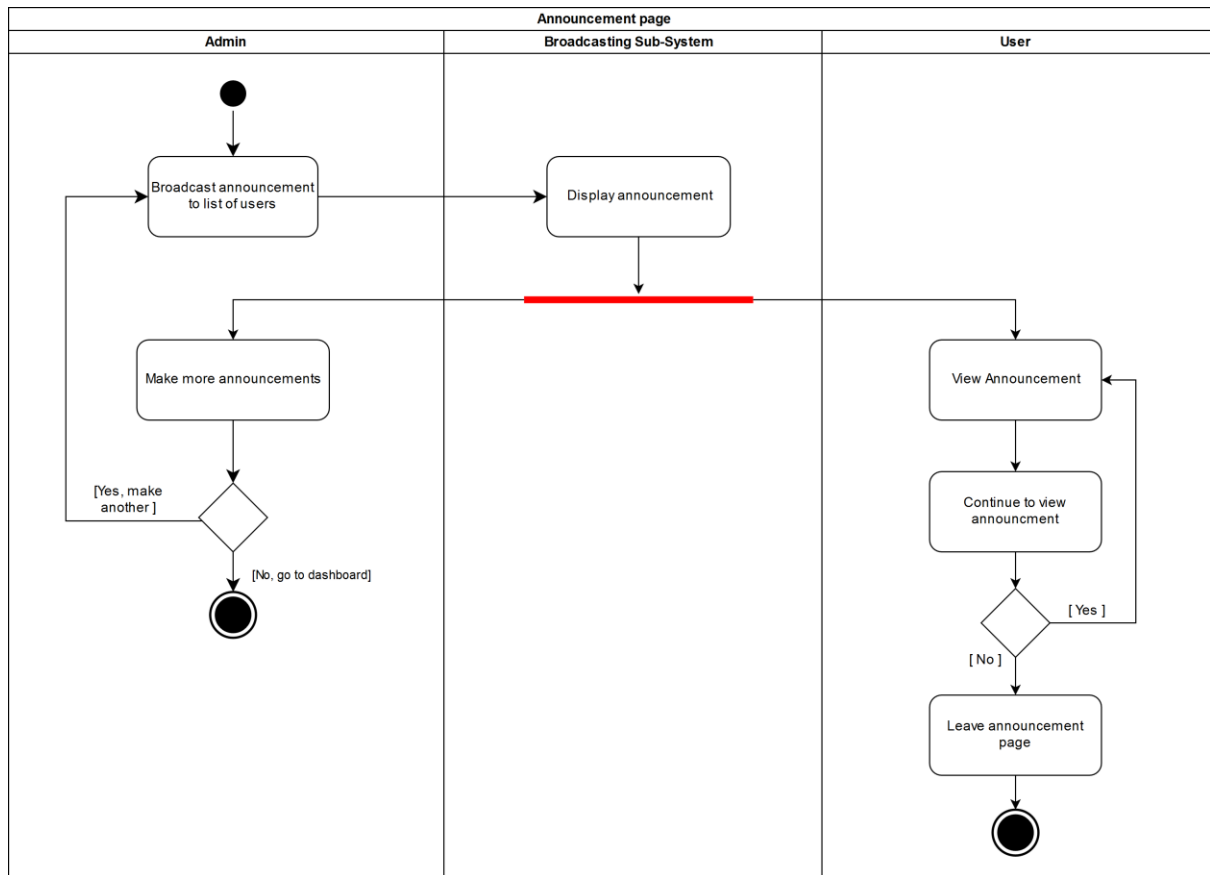 Announcement page
Admin
Broadcasting Sub-System
User
Broadcast announcement
to list of users
Display announcement
Make more announcements
View Announcement
[Yes, make
another ]
Continue to view
announcment
[No, go to dashboard]
[ Yes ]
[ No ]
Leave announcement
page